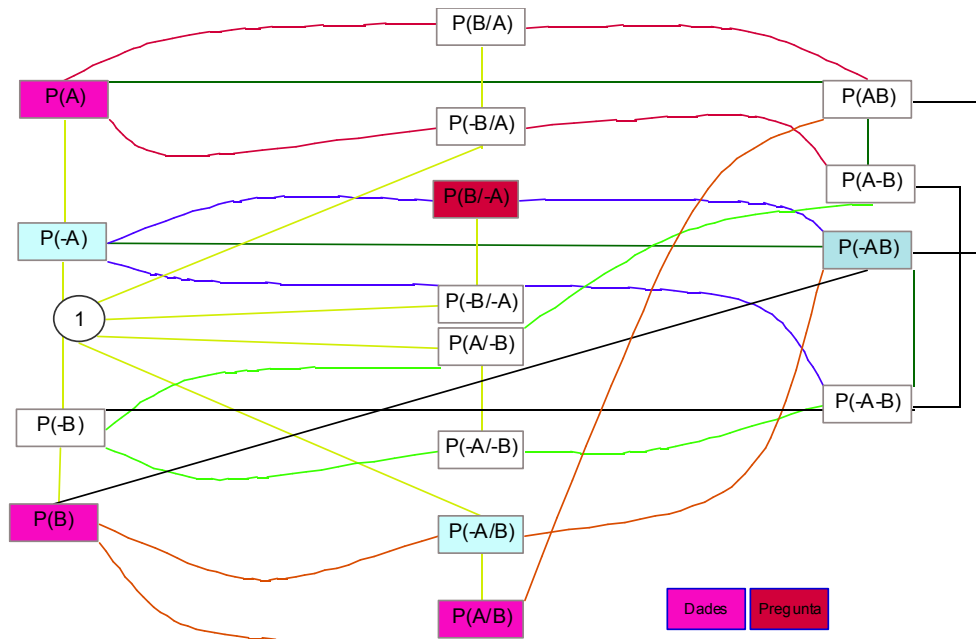 P(B/A)
P(A)
P(AB)
P(-B/A)
P(A-B)
P(B/-A)
P(-A)
P(-AB)
P(-B/-A)
1
P(A/-B)
P(-A-B)
P(-B)
P(-A/-B)
P(B)
P(-A/B)
P(A/B)
Dades
Pregunta